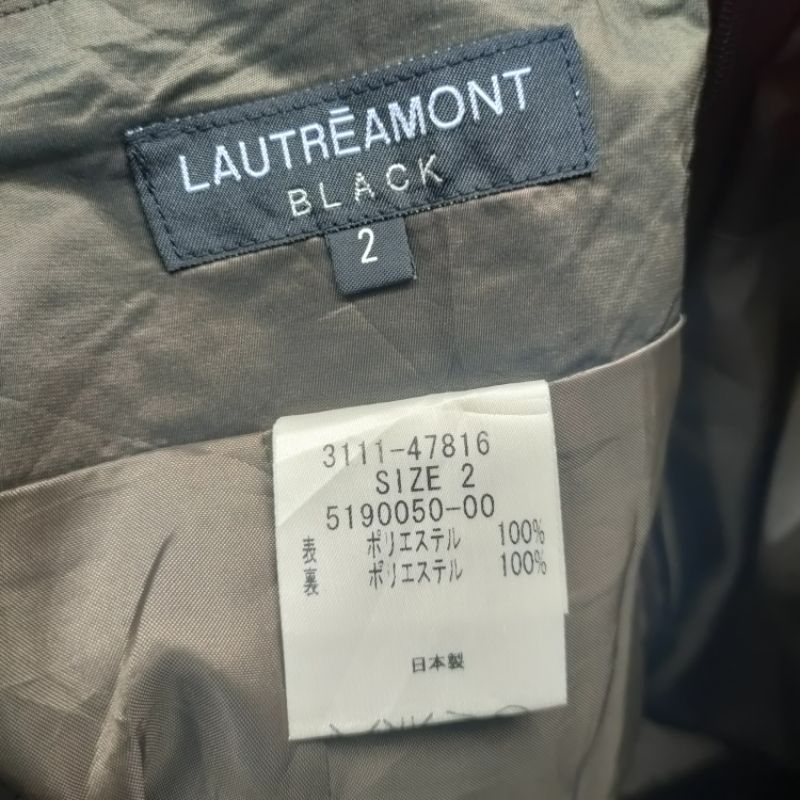 LAUTRĒAMONT
BLACK
2
3111-47816
SIZE 2
5190050-00
表 ポリエステル 100%
裏 ポリエステル 100%
日本製